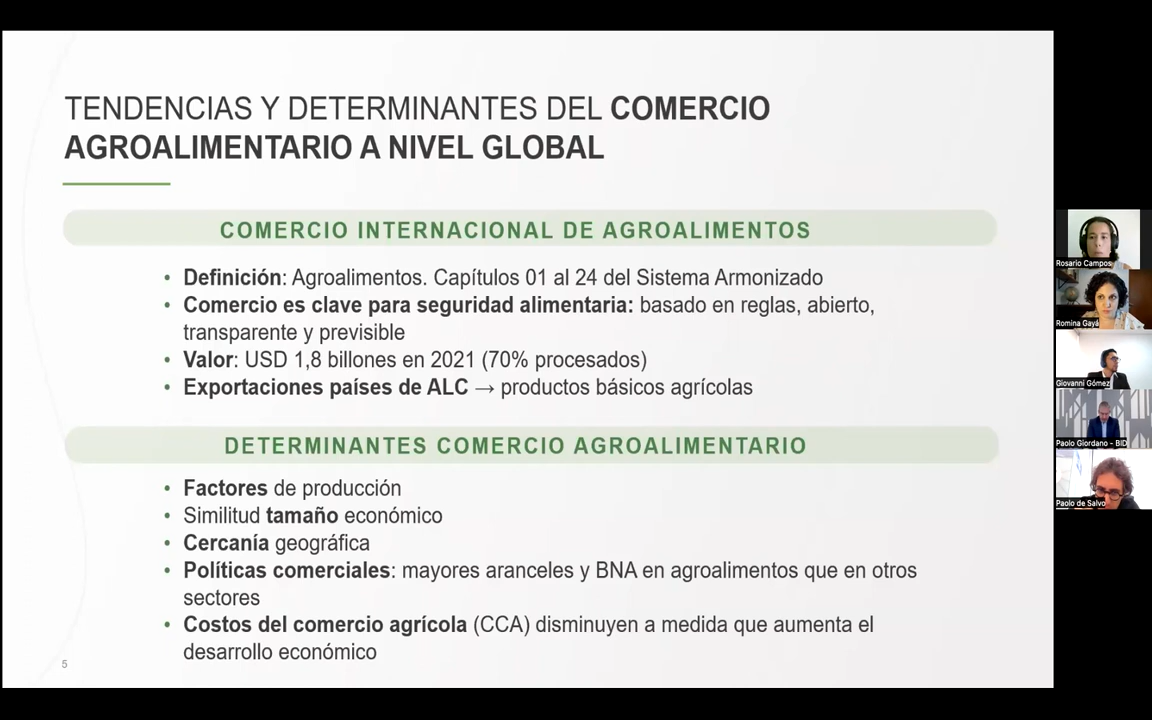 TENDENCIAS Y DETERMINANTES DEL COMERCIO
AGROALIMENTARIO A NIVEL GLOBAL
COMERCIO INTERNACIONAL DE AGROALIMENTOS
• Definición: Agroalimentos. Capítulos 01 al 24 del Sistema Armonizado
• Comercio es clave para seguridad alimentaria: basado en reglas, abierto,
transparente y previsible
• Valor: USD 1,8 billones en 2021 (70% procesados)
• Exportaciones países de ALC → productos básicos agrícolas
DETERMINANTES COMERCIO AGROALIMENTARIO
• Factores de producción
• Similitud tamaño económico
• Cercanía geográfica
• Políticas comerciales: mayores aranceles y BNA en agroalimentos que en otros
sectores
• Costos del comercio agrícola (CCA) disminuyen a medida que aumenta el
desarrollo económico
5
Rosario Campos
Romina Gayá
Giovanni Gómez
Paolo Giordano - BID
Paolo de Salvo